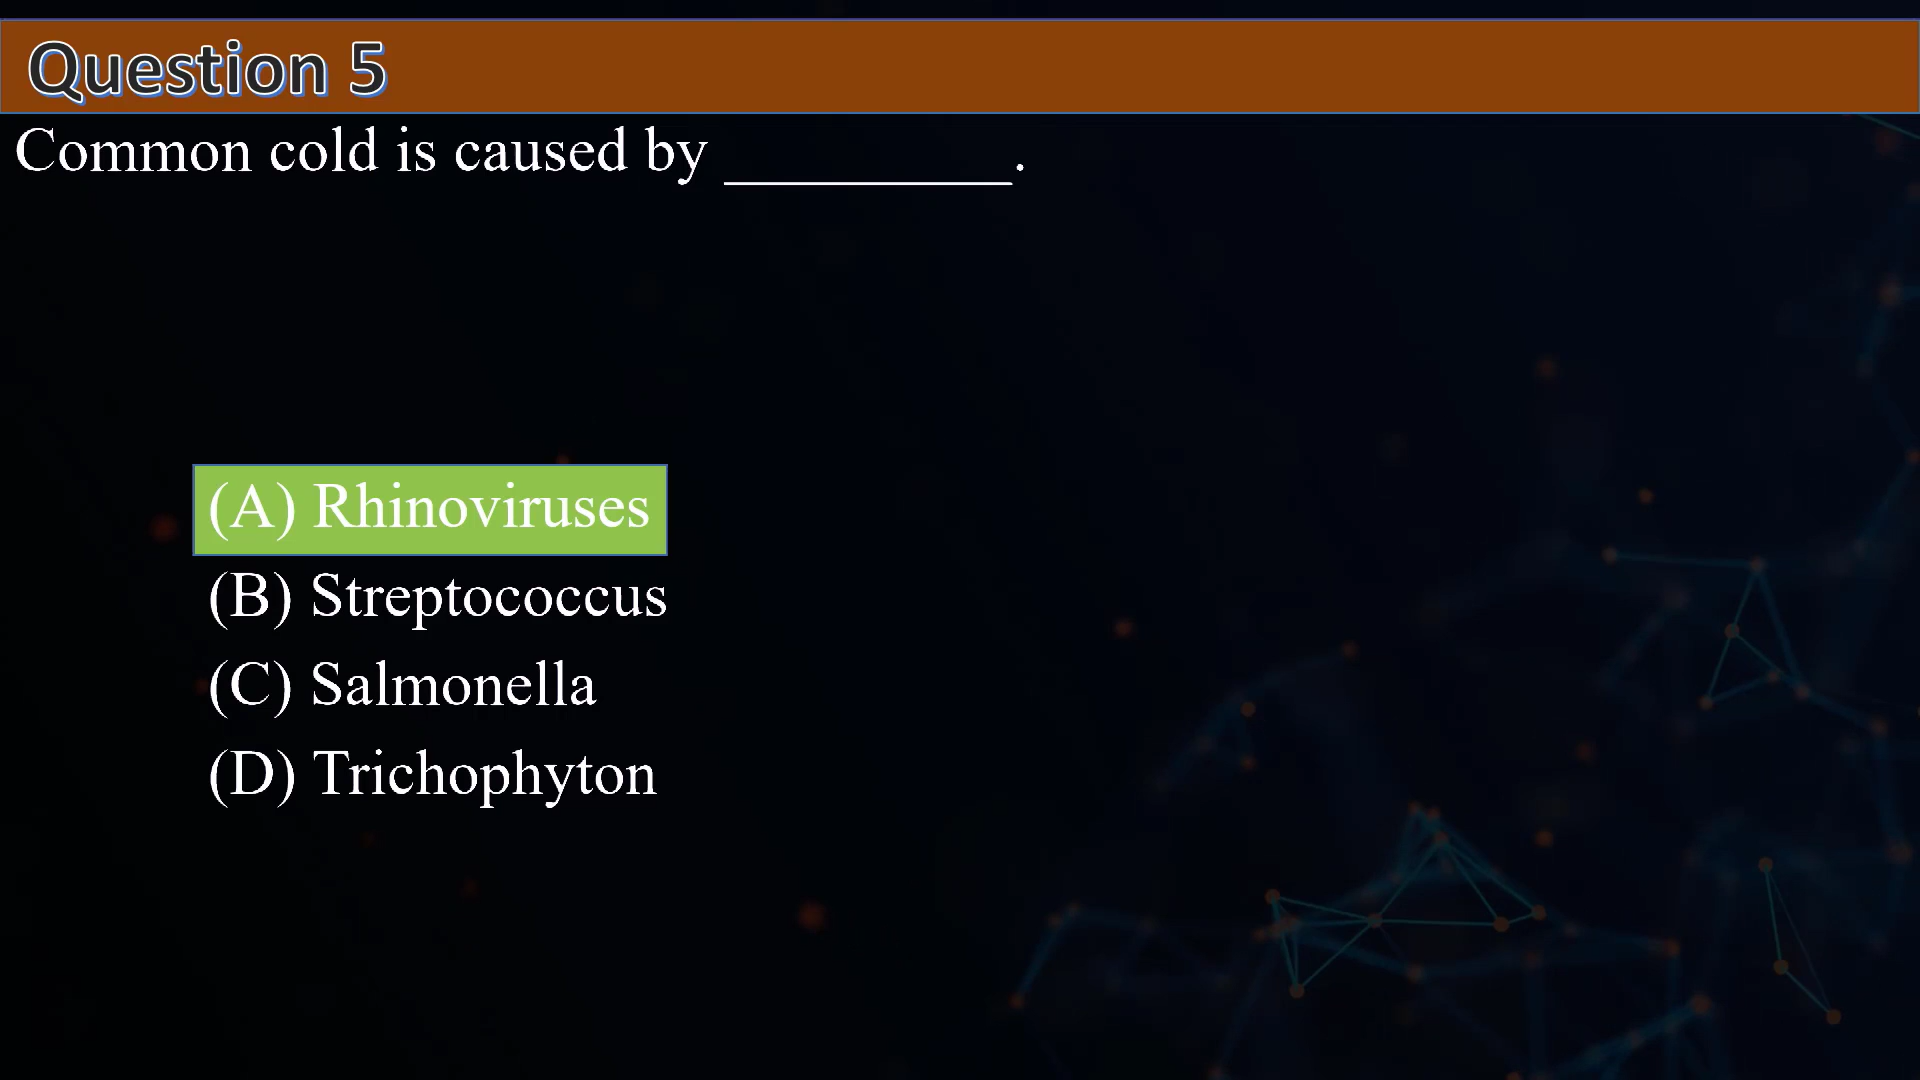 Question 5
Common cold is caused by __________.
(A) Rhinoviruses
(B) Streptococcus
(C) Salmonella
(D) Trichophyton